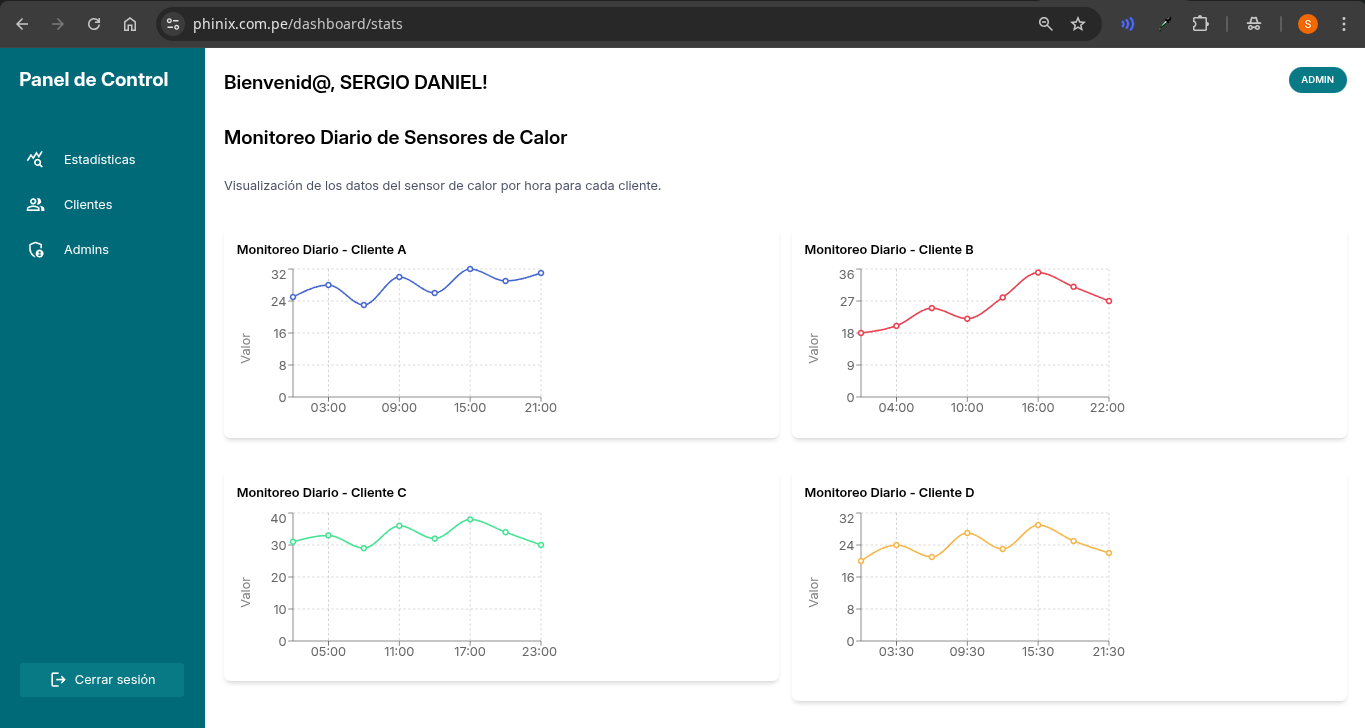 phinix.com.pe/dashboard/stats
S
Panel de Control
Estadísticas
Clientes
Admins
Cerrar sesión
Bienvenid@, SERGIO DANIEL!
ADMIN
Monitoreo Diario de Sensores de Calor
Visualización de los datos del sensor de calor por hora para cada cliente.
Monitoreo Diario - Cliente A
32
24
16
8
0
Valor
03:00 09:00 15:00 21:00
Monitoreo Diario - Cliente B
36
27
18
9
0
Valor
04:00 10:00 16:00 22:00
Monitoreo Diario - Cliente C
40
30
20
10
0
Valor
05:00 11:00 17:00 23:00
Monitoreo Diario - Cliente D
32
24
16
8
0
Valor
03:30 09:30 15:30 21:30